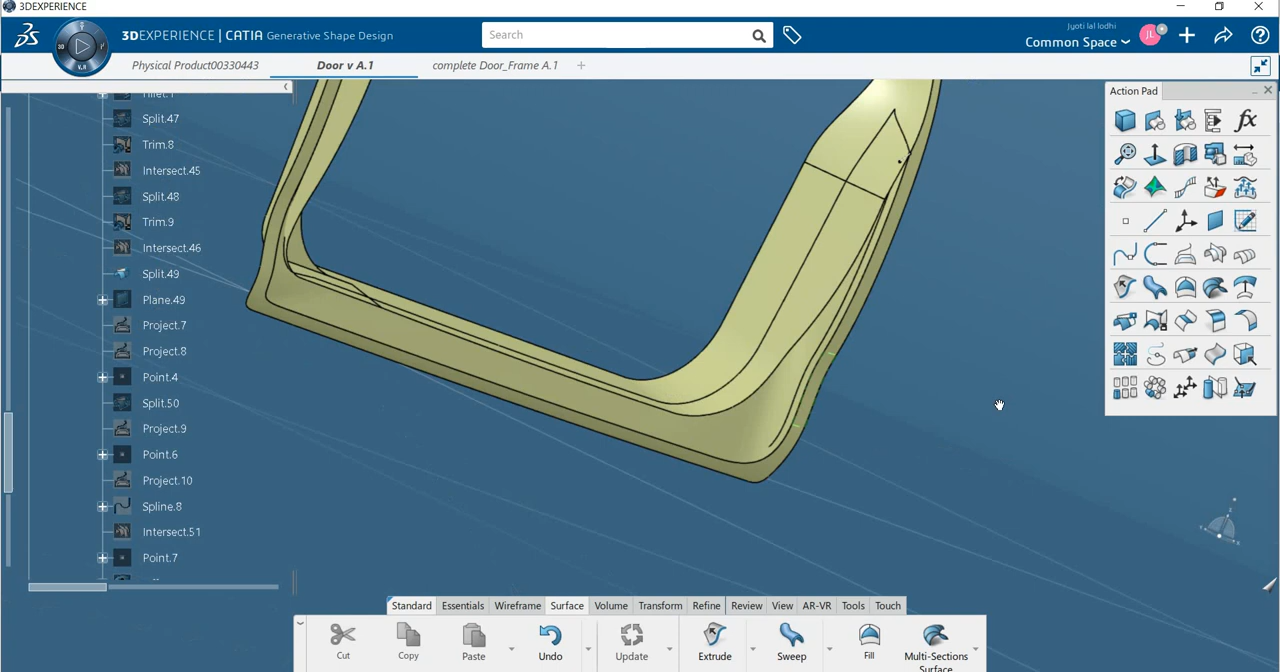 3DEXPERIENCE
3DEXPERIENCE | CATIA Generative Shape Design
Search
Jyoti lal lodhi
Common Space
JL
3D
V.R
Physical Product00330443
Door v A.1
complete Door_Frame A.1
Action Pad
fx
Split.47
Trim.8
Intersect.45
Split.48
Trim.9
Intersect.46
Split.49
Plane.49
Project.7
Project.8
Point.4
Split.50
Project.9
Point.6
Project.10
Spline.8
Intersect.51
Point.7
Standard Essentials Wireframe Surface Volume Transform Refine Review View AR-VR Tools Touch
Cut Copy Paste Undo Update Extrude Sweep Fill Multi-Sections
Surface